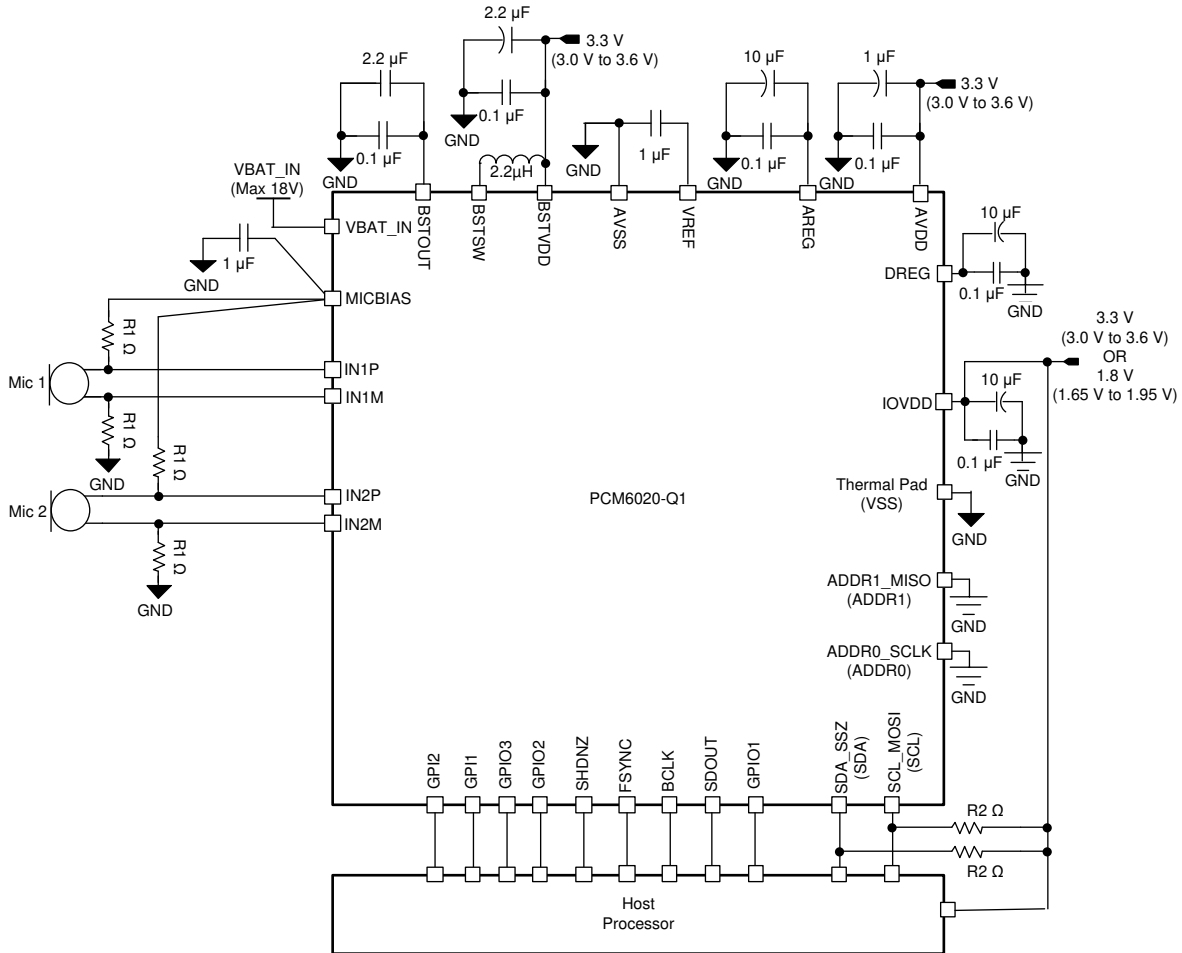 2.2 µF
3.3 V
(3.0 V to 3.6 V)
2.2 µF
10 µF
1 µF
3.3 V
(3.0 V to 3.6 V)
0.1 µF
GND
0.1 µF
GND
2.2µH
GND
1 µF
0.1 µF
GND
0.1 µF
GND
VBAT_IN
(Max 18V)
BSTOUT
BSTSW
BSTVDD
AVSS
VREF
AREG
AVDD
VBAT_IN
1 µF
GND
MICBIAS
10 µF
DREG
0.1 µF
GND
R1 Ω
Mic 1
IN1P
IN1M
R1 Ω
GND
3.3 V
(3.0 V to 3.6 V)
OR
1.8 V
(1.65 V to 1.95 V)
10 µF
IOVDD
0.1 µF
GND
R1 Ω
Mic 2
IN2P
IN2M
R1 Ω
GND
PCM6020-Q1
Thermal Pad
(VSS)
GND
ADDR1_MISO
(ADDR1)
GND
ADDR0_SCLK
(ADDR0)
GND
GPI2
GPI1
GPIO3
GPIO2
SHDNZ
FSYNC
BCLK
SDOUT
GPIO1
SDA_SSZ
(SDA)
SCL_MOSI
(SCL)
R2 Ω
R2 Ω
Host
Processor